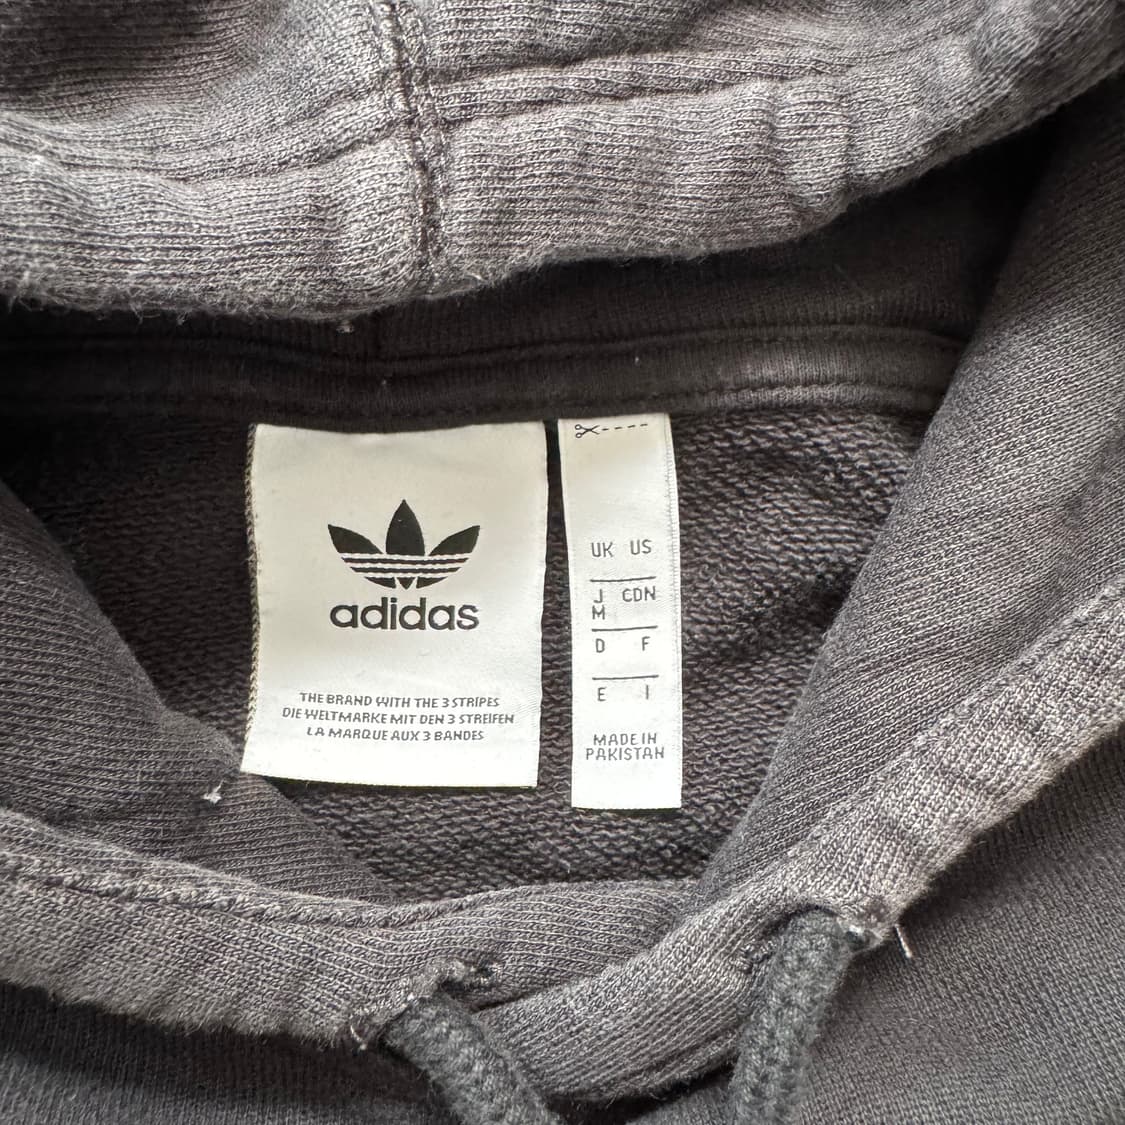 adidas
THE BRAND WITH THE 3 STRIPES
DIE WELTMARKE MIT DEN 3 STREIFEN
LA MARQUE AUX 3 BANDES
UK US
J CDN
M
D F
E I
MADE IN
PAKISTAN